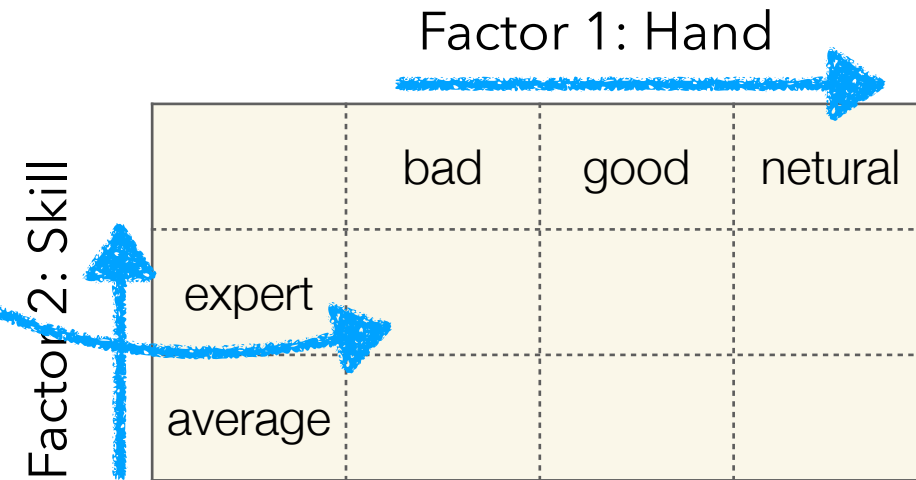 Factor 1: Hand
Factor 2: Skill
bad good netural
expert
average